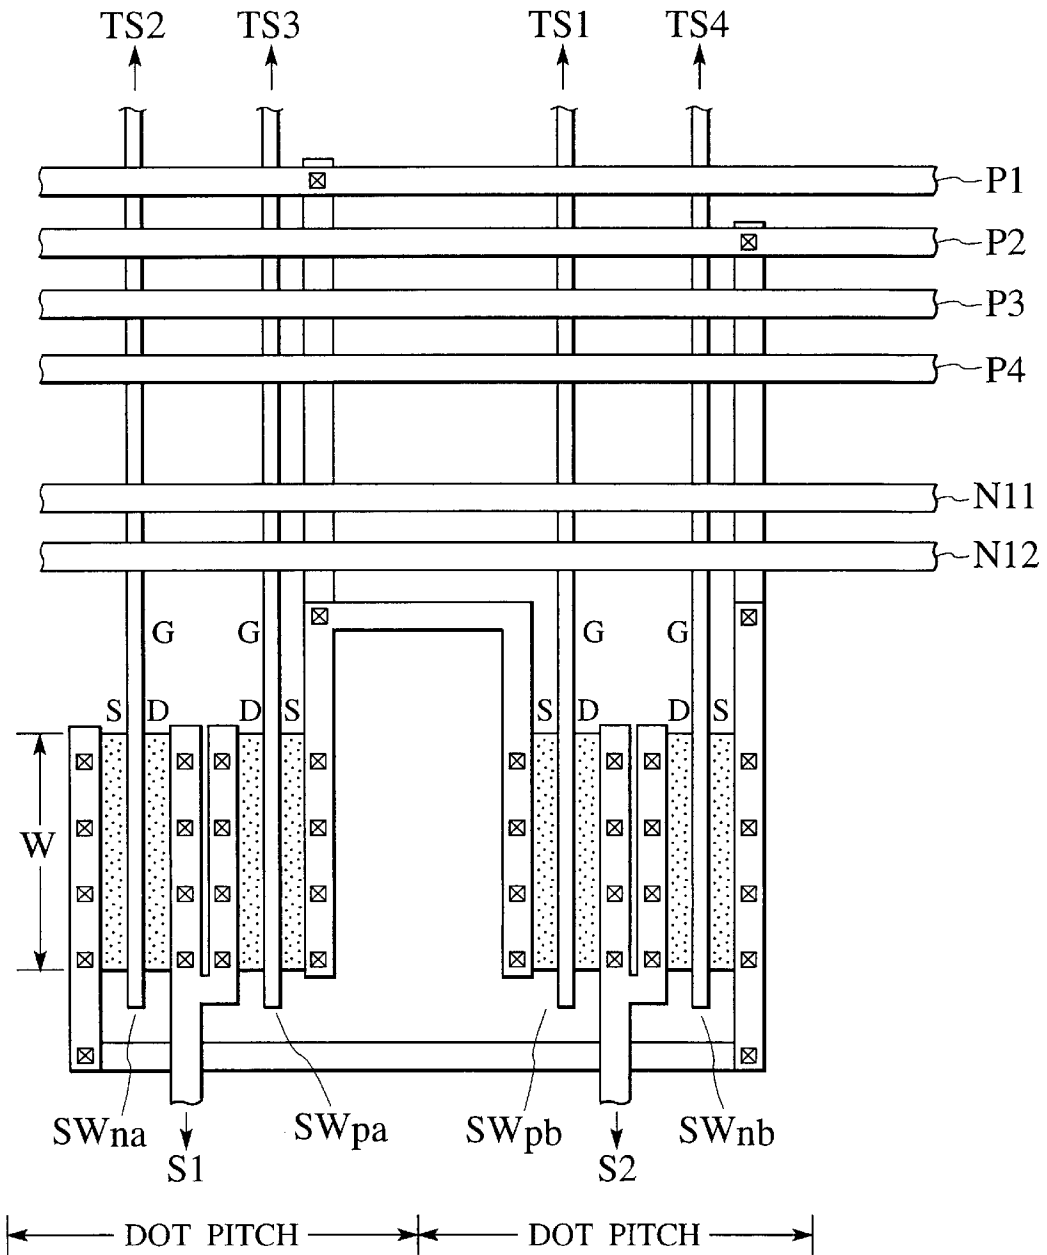 TS2 TS3 TS1 TS4
P1
P2
P3
P4
N11
N12
G G G G
S D D S S D D S
W
SWna SWpa SWpb SWnb
S1 S2
DOT PITCH DOT PITCH